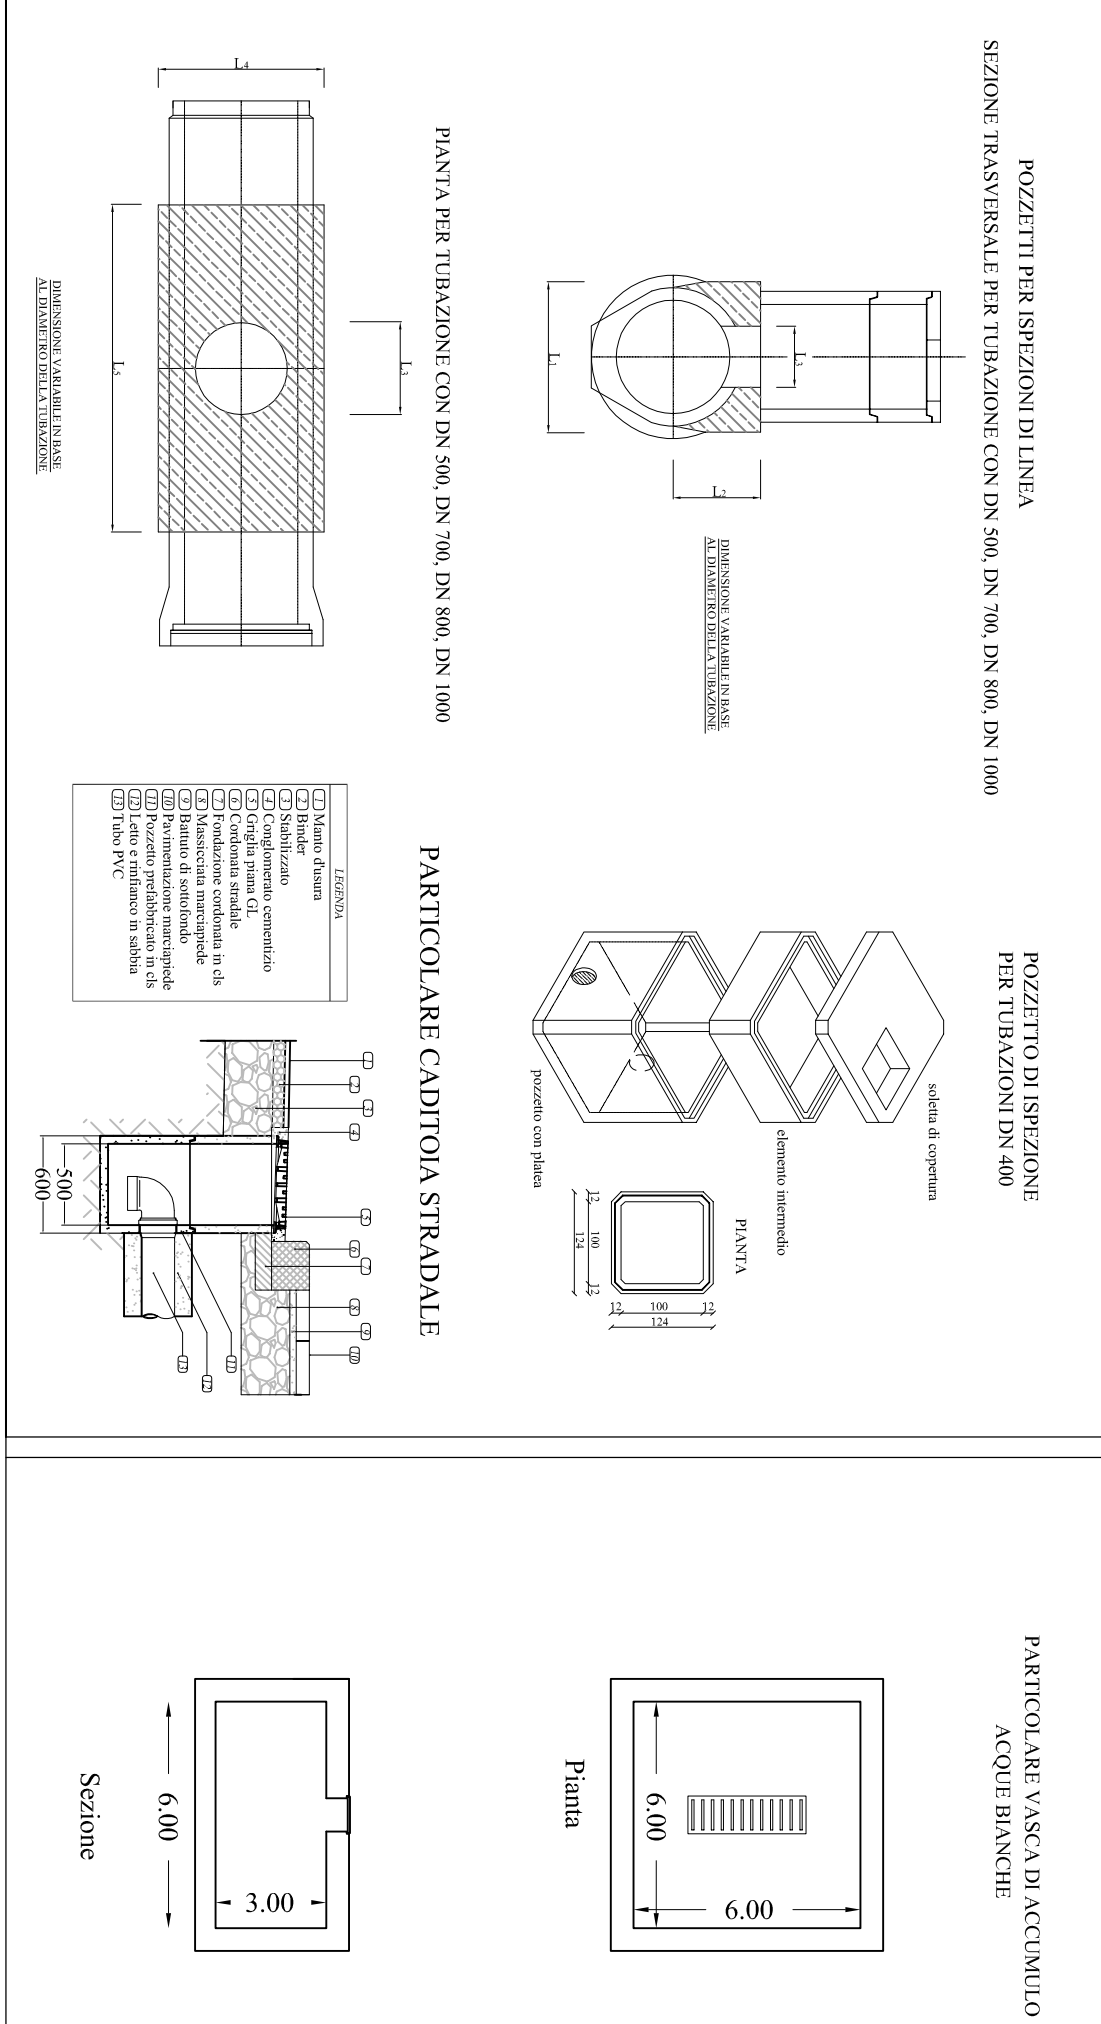 POZZETTI PER ISPEZIONI DI LINEA
SEZIONE TRASVERSALE PER TUBAZIONE CON DN 500, DN 700, DN 800, DN 1000
L3
L2
L1
DIMENSIONE VARIABILE IN BASE
AL DIAMETRO DELLA TUBAZIONE
PIANTA PER TUBAZIONE CON DN 500, DN 700, DN 800, DN 1000
L3
L4
L5
DIMENSIONE VARIABILE IN BASE
AL DIAMETRO DELLA TUBAZIONE
POZZETTO DI ISPEZIONE
PER TUBAZIONI DN 400
soletta di copertura
elemento intermedio
pozzetto con platea
PIANTA
12 100 12
124
12 100 12
124
PARTICOLARE CADITOIA STRADALE
LEGENDA
1 Manto d'usura
2 Binder
3 Stabilizzato
4 Conglomerato cementizio
5 Griglia piana GL
6 Cordonata stradale
7 Fondazione cordonata in cls
8 Massicciata marciapiede
9 Battuto di sottofondo
10 Pavimentazione marciapiede
11 Pozzetto prefabbricato in cls
12 Letto e rinfianco in sabbia
13 Tubo PVC
1
2
3
4
5
6
7
8
9
10
11
12
13
500
600
PARTICOLARE VASCA DI ACCUMULO
ACQUE BIANCHE
6.00
6.00
Pianta
3.00
6.00
Sezione